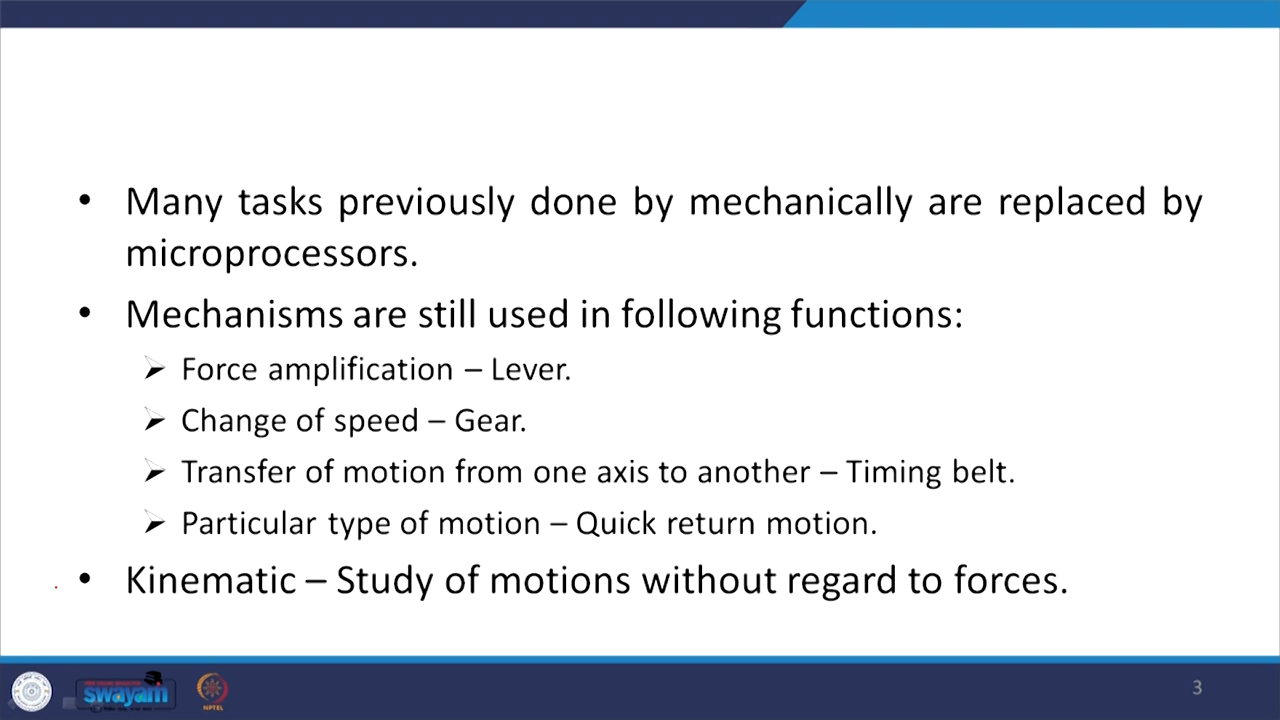 • Many tasks previously done by mechanically are replaced by
microprocessors.
• Mechanisms are still used in following functions:
➢ Force amplification – Lever.
➢ Change of speed – Gear.
➢ Transfer of motion from one axis to another – Timing belt.
➢ Particular type of motion – Quick return motion.
• Kinematic – Study of motions without regard to forces.
swayam
NPTEL
3